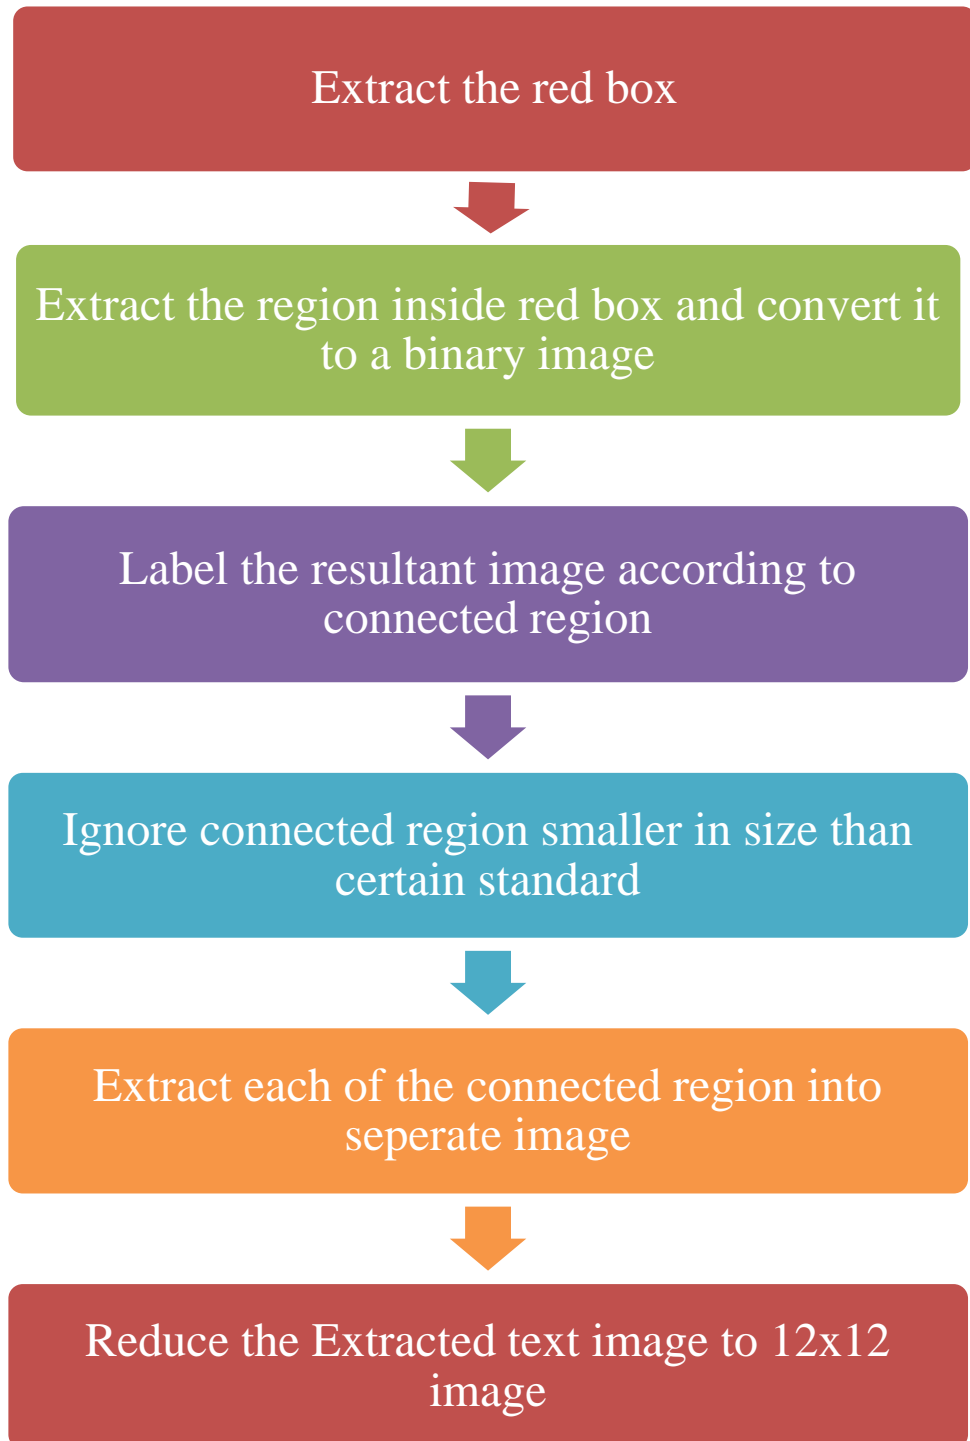 Extract the red box
Extract the region inside red box and convert it
to a binary image
Label the resultant image according to
connected region
Ignore connected region smaller in size than
certain standard
Extract each of the connected region into
seperate image
Reduce the Extracted text image to 12x12
image